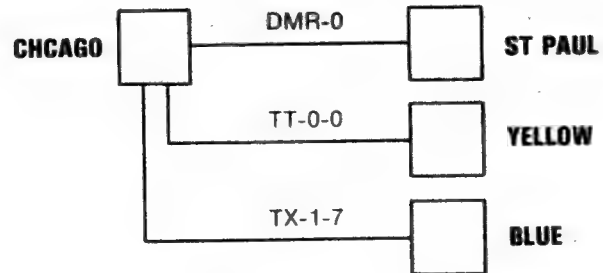 DMR-0
CHCAGO
ST PAUL
TT-0-0
YELLOW
TX-1-7
BLUE